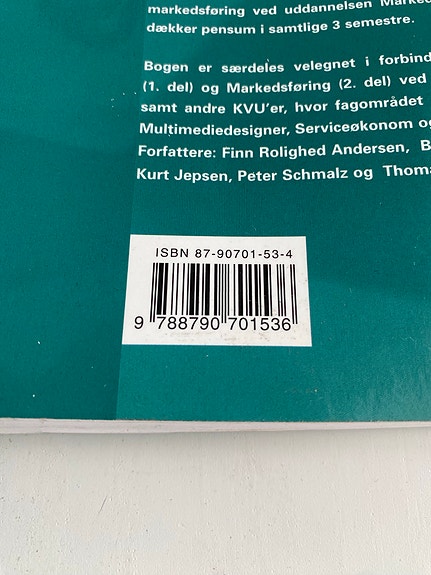 markedsføring ved uddannelsen
dækker pensum i samtlige 3 semestre.
Bogen er særdeles velegnet i
(1. del) og Markedsføring (2. del) ved
samt andre KVU'er, hvor fagområdet
Multimediedesigner, Serviceøkonom
Forfattere: Finn Rolighed Andersen,
Kurt Jepsen, Peter Schmalz og
ISBN 87-90701-53-4
9 788790 701536